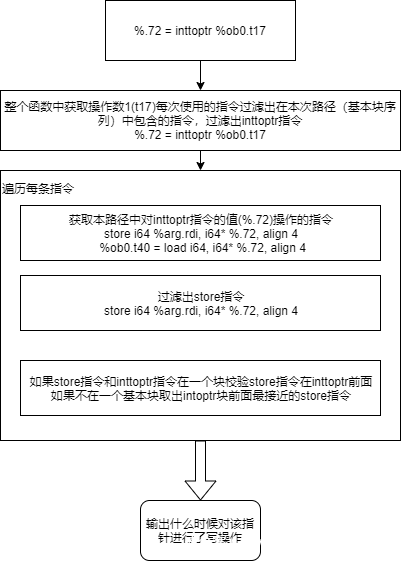 %.72 = inttoptr %ob0.t17
整个函数中获取操作数1(t17)每次使用的指令过滤出在本次路径（基本块序
列）中包含的指令，过滤出inttoptr指令
%.72 = inttoptr %ob0.t17
遍历每条指令
获取本路径中对inttoptr指令的值(%.72)操作的指令
store i64 %arg.rdi, i64* %.72, align 4
%ob0.t40 = load i64, i64* %.72, align 4
过滤出store指令
store i64 %arg.rdi, i64* %.72, align 4
如果store指令和inttoptr指令在一个块校验store指令在inttoptr前面
如果不在一个基本块取出intoptr块前面最接近的store指令
输出什么时候对该指
针进行了写操作